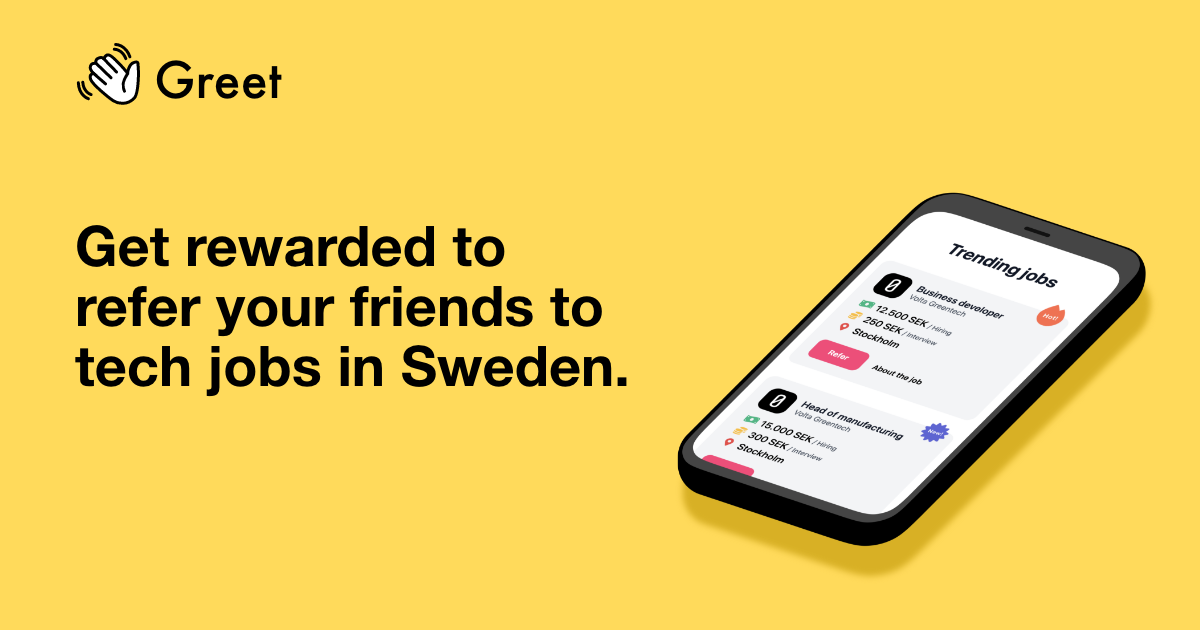 Greet
Get rewarded to
refer your friends to
tech jobs in Sweden.
Trending jobs
Business developer
Volta Greentech
Hot!
12.500 SEK / Hiring
250 SEK / Interview
Stockholm
Refer
About the job
Head of manufacturing
Volta Greentech
New!
15.000 SEK / Hiring
300 SEK / Interview
Stockholm